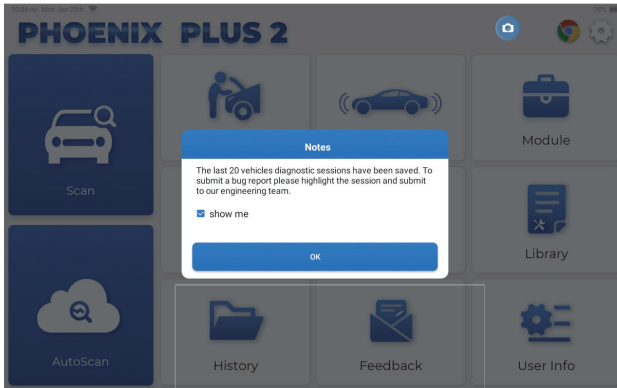 10:04 PM Mon Jan 29th
78%
PHOENIX PLUS 2
Notes
The last 20 vehicles diagnostic sessions have been saved. To
submit a bug report please highlight the session and submit
to our engineering team.
show me
OK
Scan
Module
Library
AutoScan
History
Feedback
User Info